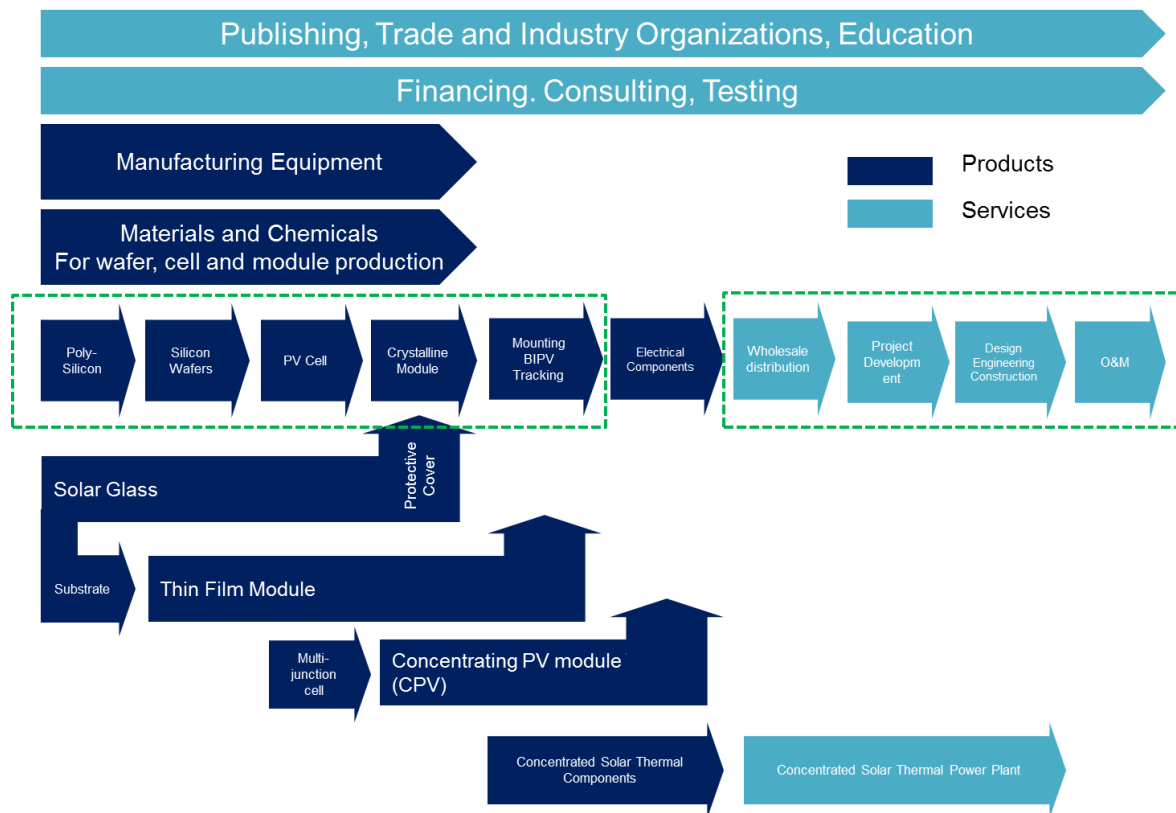 Publishing, Trade and Industry Organizations, Education
Financing. Consulting, Testing
Manufacturing Equipment
Products
Services
Materials and Chemicals
For wafer, cell and module production
Poly-
Silicon
Silicon
Wafers
PV Cell
Crystalline
Module
Mounting
BIPV
Tracking
Electrical
Components
Wholesale
distribution
Project
Developm
ent
Design
Engineering
Construction
O&M
Solar Glass
Protective
Cover
Substrate
Thin Film Module
Multi-
junction
cell
Concentrating PV module
(CPV)
Concentrated Solar Thermal
Components
Concentrated Solar Thermal Power Plant